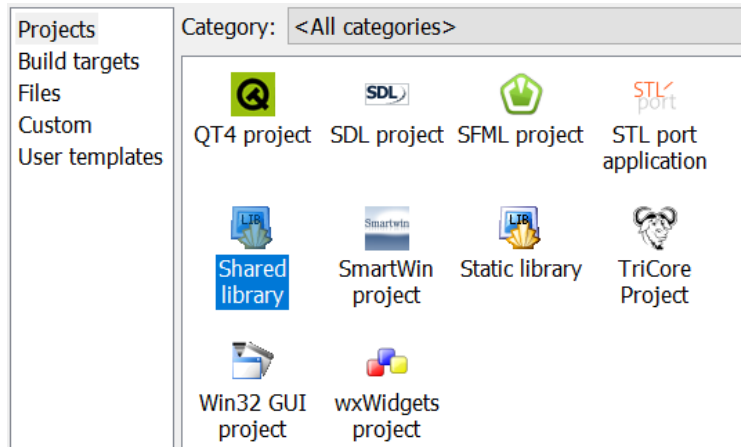 Projects
Build targets
Files
Custom
User templates
Category: <All categories>
SDL
STL
port
QT4 project SDL project SFML project STL port
application
LIB Smartwin LIB
Shared SmartWin Static library TriCore
library project Project
Win32 GUI wxWidgets
project project